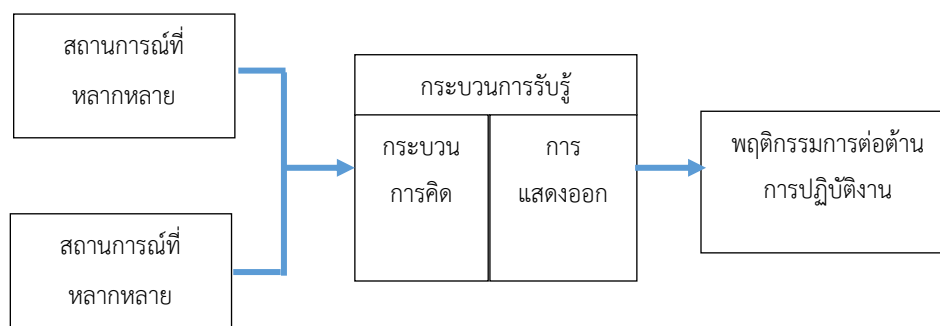 สถานการณ์ที่
หลากหลาย
สถานการณ์ที่
หลากหลาย
กระบวนการรับรู้
กระบวน
การคิด
การ
แสดงออก
พฤติกรรมการต่อต้าน
การปฏิบัติงาน